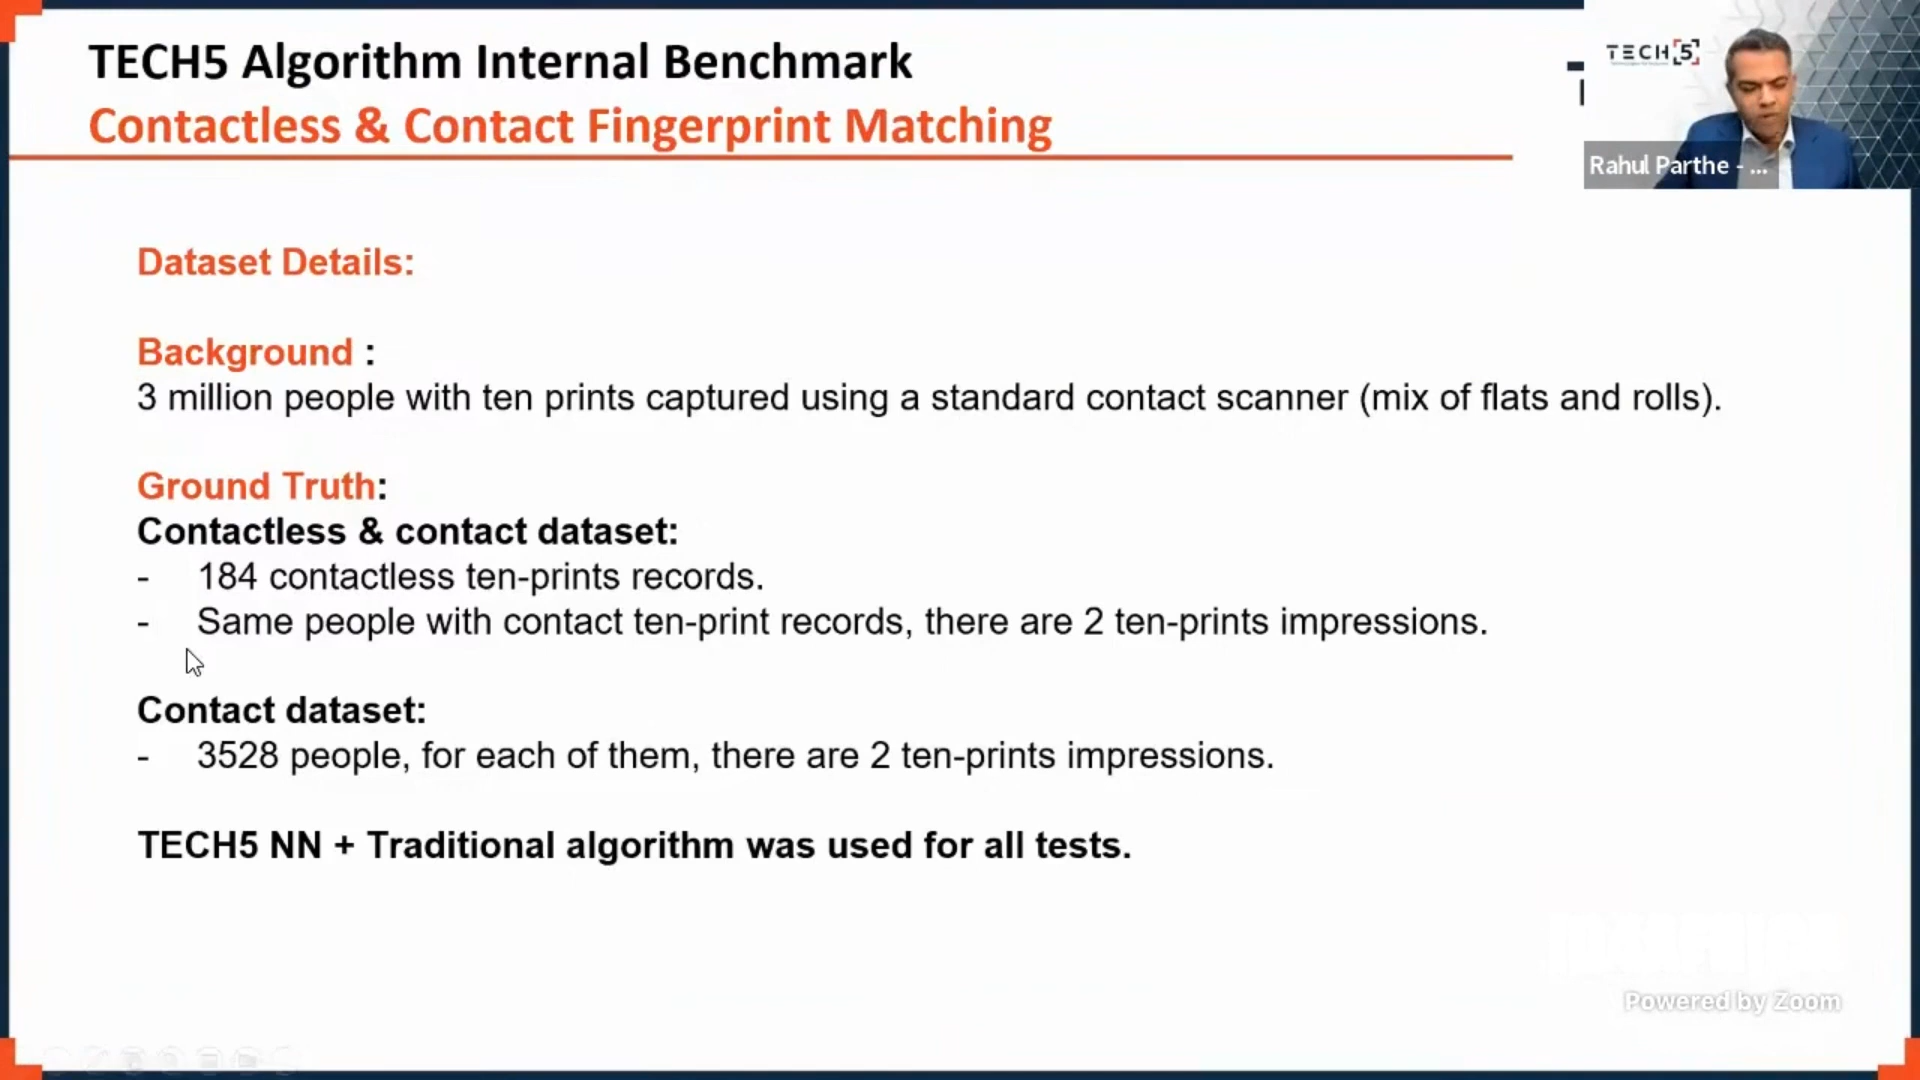 TECH5 Algorithm Internal Benchmark
Contactless & Contact Fingerprint Matching
TECH5
Rahul Parthe - ...
Dataset Details:
Background :
3 million people with ten prints captured using a standard contact scanner (mix of flats and rolls).
Ground Truth:
Contactless & contact dataset:
- 184 contactless ten-prints records.
- Same people with contact ten-print records, there are 2 ten-prints impressions.
Contact dataset:
- 3528 people, for each of them, there are 2 ten-prints impressions.
TECH5 NN + Traditional algorithm was used for all tests.
Powered by Zoom